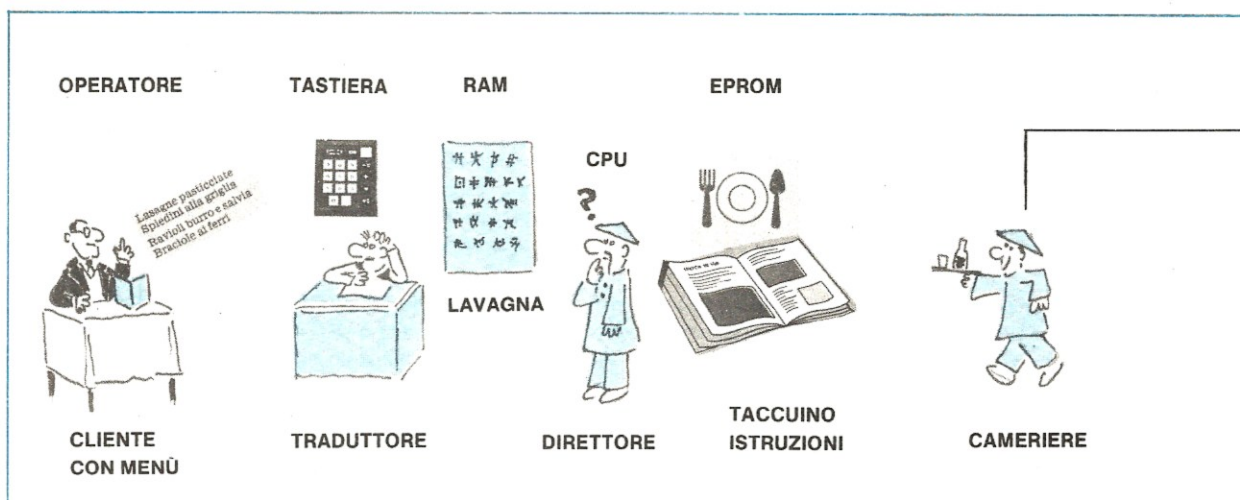 OPERATORE
TASTIERA
RAM
EPROM
CPU
?
Lasagne pasticciate
Spiedini alla griglia
Ravioli burro e salvia
Braciole ai ferri
LAVAGNA
CLIENTE
CON MENÙ
TRADUTTORE
DIRETTORE
TACCUINO
ISTRUZIONI
CAMERIERE